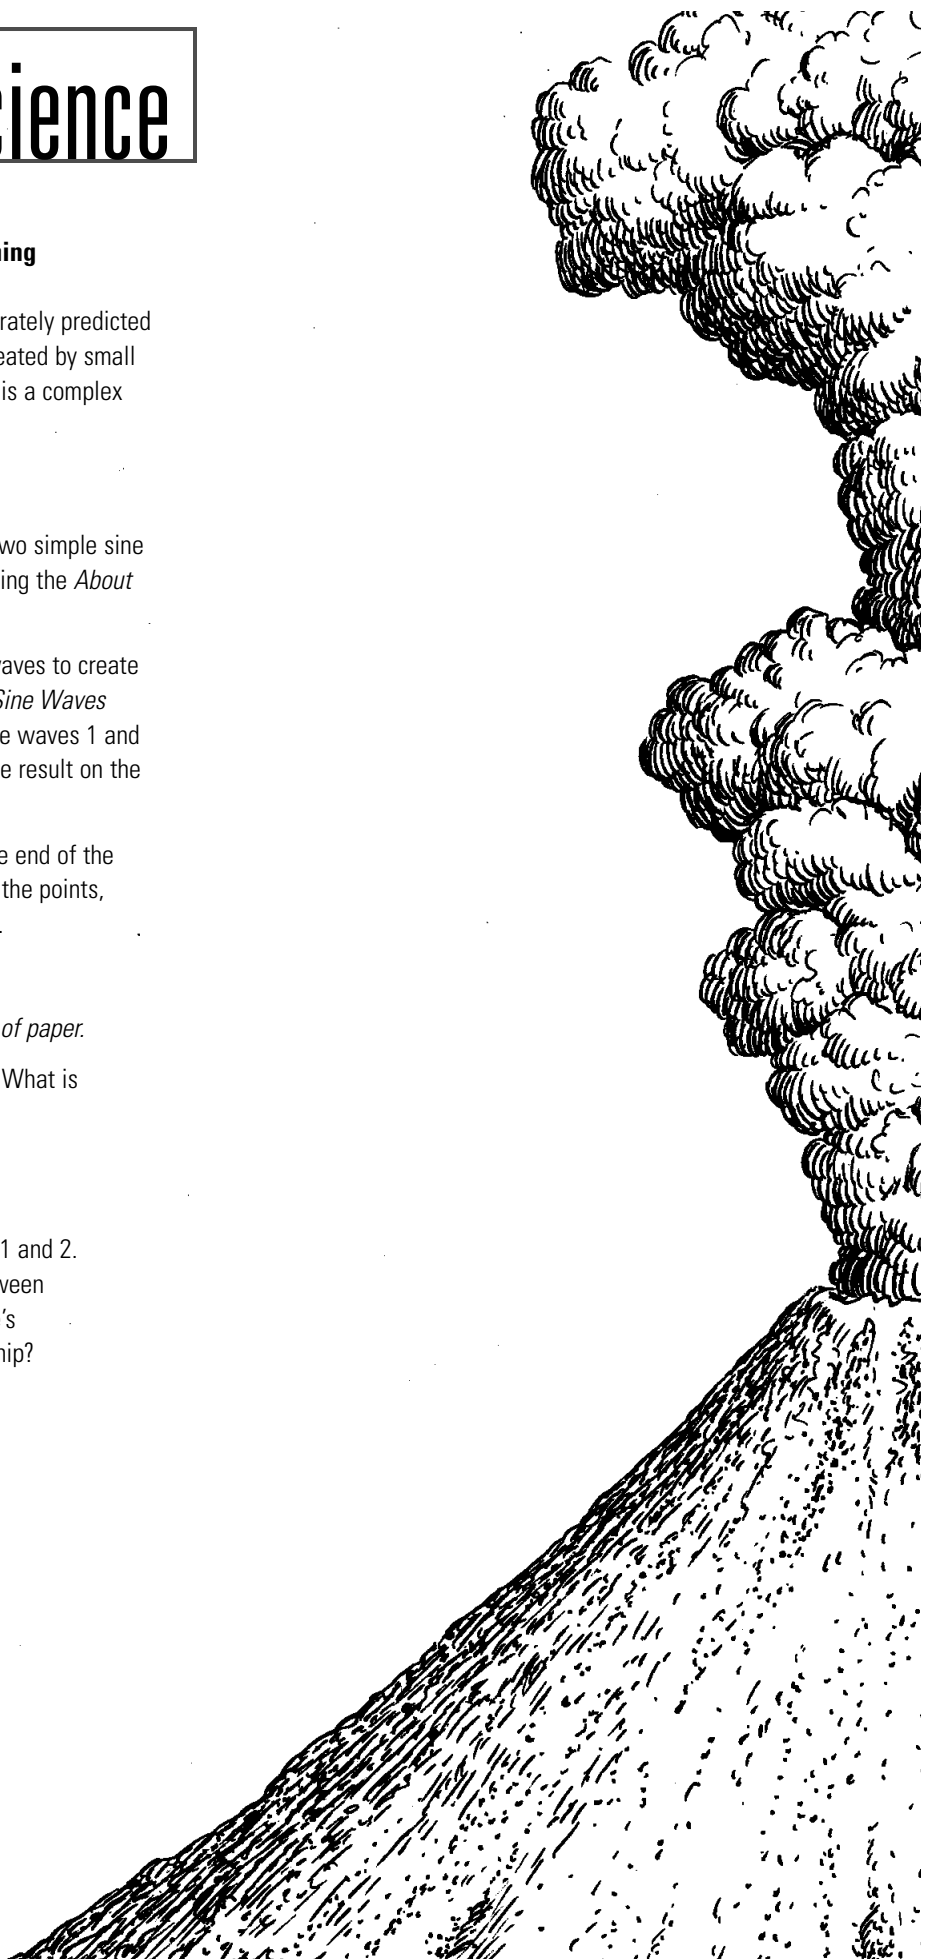 cience
ning
rately predicted
eated by small
is a complex
wo simple sine
ing the About
waves to create
Sine Waves
e waves 1 and
e result on the
e end of the
the points,
.
of paper.
What is
1 and 2.
ween
's
hip?